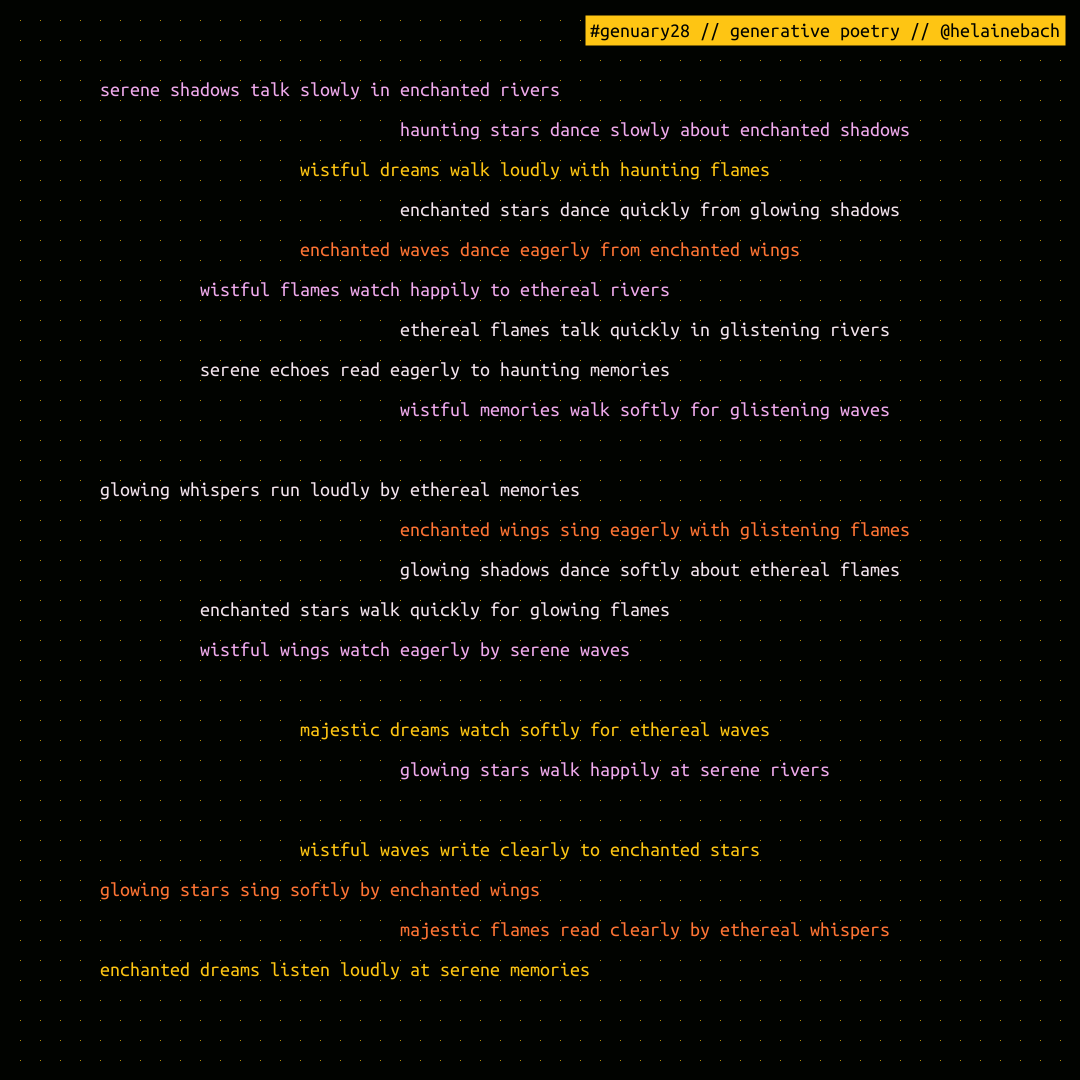 #genuary28 // generative poetry // @helainebach
serene shadows talk slowly in enchanted rivers
haunting stars dance slowly about enchanted shadows
wistful dreams walk loudly with haunting flames
enchanted stars dance quickly from glowing shadows
enchanted waves dance eagerly from enchanted wings
wistful flames watch happily to ethereal rivers
ethereal flames talk quickly in glistening rivers
serene echoes read eagerly to haunting memories
wistful memories walk softly for glistening waves
glowing whispers run loudly by ethereal memories
enchanted wings sing eagerly with glistening flames
glowing shadows dance softly about ethereal flames
enchanted stars walk quickly for glowing flames
wistful wings watch eagerly by serene waves
majestic dreams watch softly for ethereal waves
glowing stars walk happily at serene rivers
wistful waves write clearly to enchanted stars
glowing stars sing softly by enchanted wings
majestic flames read clearly by ethereal whispers
enchanted dreams listen loudly at serene memories